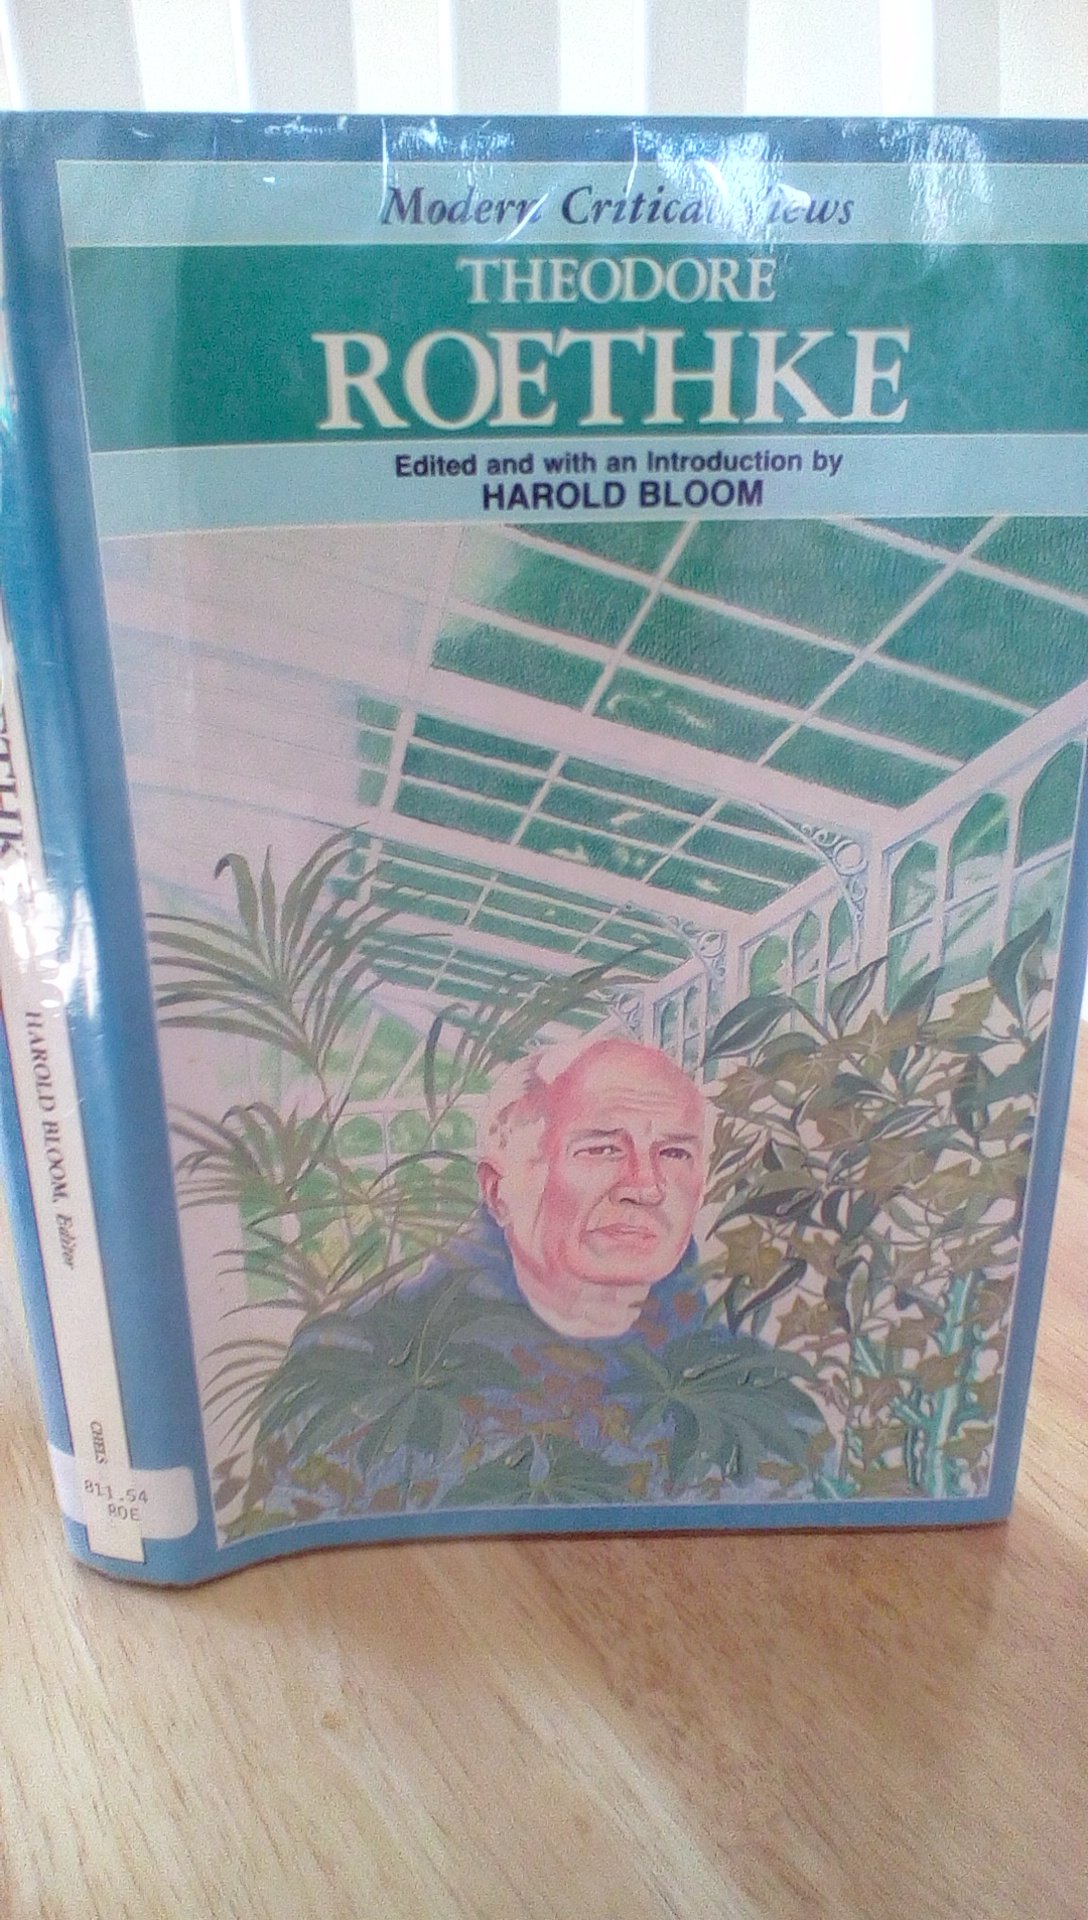 Modern Critical Views
THEODORE
ROETHKE
Edited and with an Introduction by
HAROLD BLOOM
HAROLD BLOOM, Editor
811.54
ROE